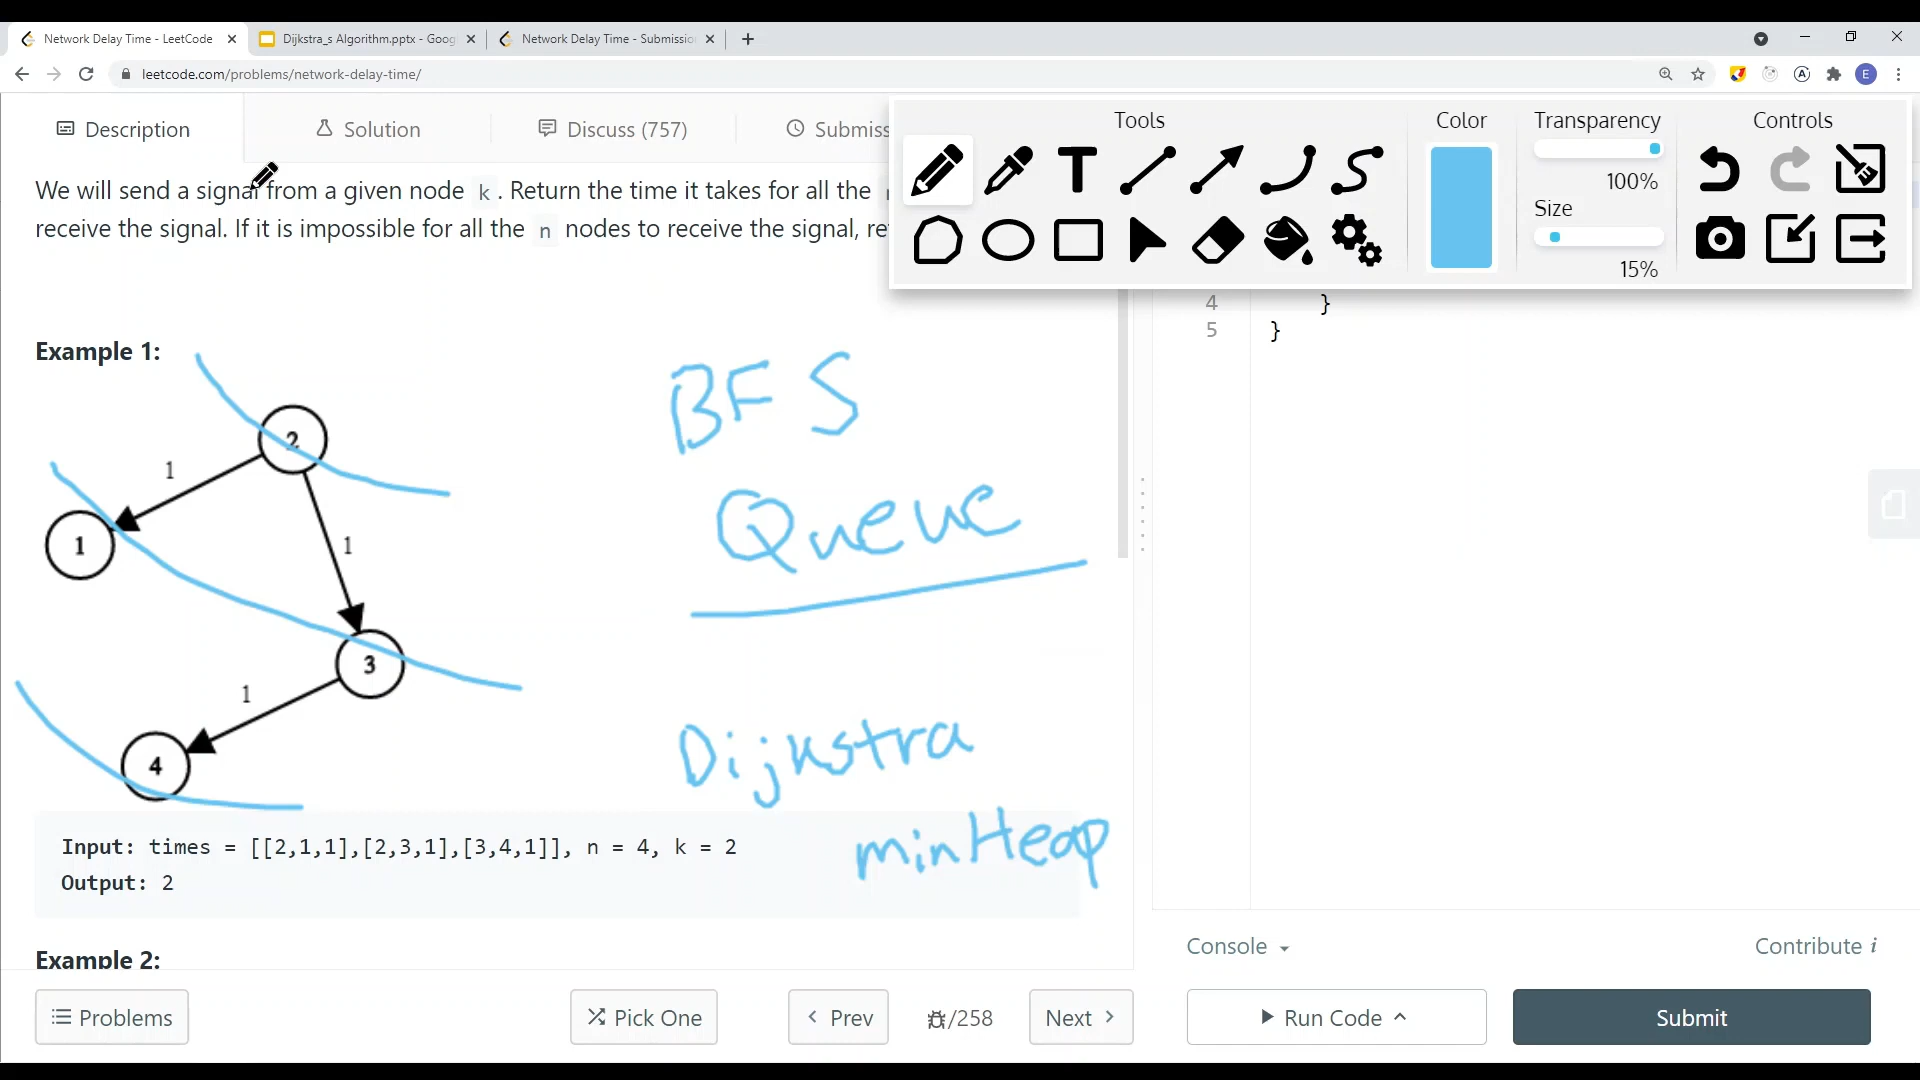 Network Delay Time - LeetCode
Dijkstra_s Algorithm.pptx - Goog
Network Delay Time - Submissio
leetcode.com/problems/network-delay-time/
E
Description
Solution
Discuss (757)
Submiss
Tools
Color
Transparency
100%
Size
15%
Controls
We will send a signal from a given node k. Return the time it takes for all the
receive the signal. If it is impossible for all the n nodes to receive the signal, re
4 }
5 }
Example 1:
2
1
1
1
3
1
4
BFS
Queue
Dijkstra
minHeap
Input: times = [[2,1,1],[2,3,1],[3,4,1]], n = 4, k = 2
Output: 2
Example 2:
Console
Contribute i
Problems
Pick One
Prev
/258
Next
Run Code
Submit